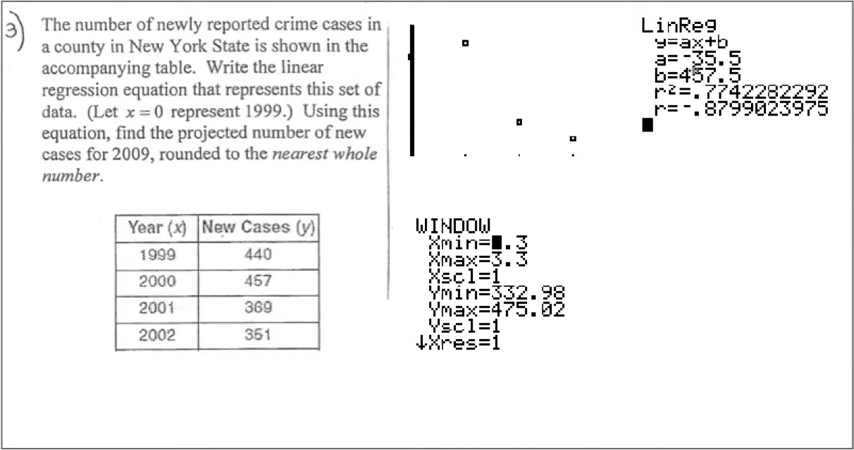 3)
The number of newly reported crime cases in
a county in New York State is shown in the
accompanying table. Write the linear
regression equation that represents this set of
data. (Let x = 0 represent 1999.) Using this
equation, find the projected number of new
cases for 2009, rounded to the nearest whole
number.
Year (x) New Cases (y)
1999 440
2000 457
2001 369
2002 351
LinReg
y=ax+b
a=-35.5
b=457.5
r²=.7742282292
r=-.8799023975
WINDOW
Xmin=█.3
Xmax=3.3
Xscl=1
Ymin=332.98
Ymax=475.02
Yscl=1
↓Xres=1